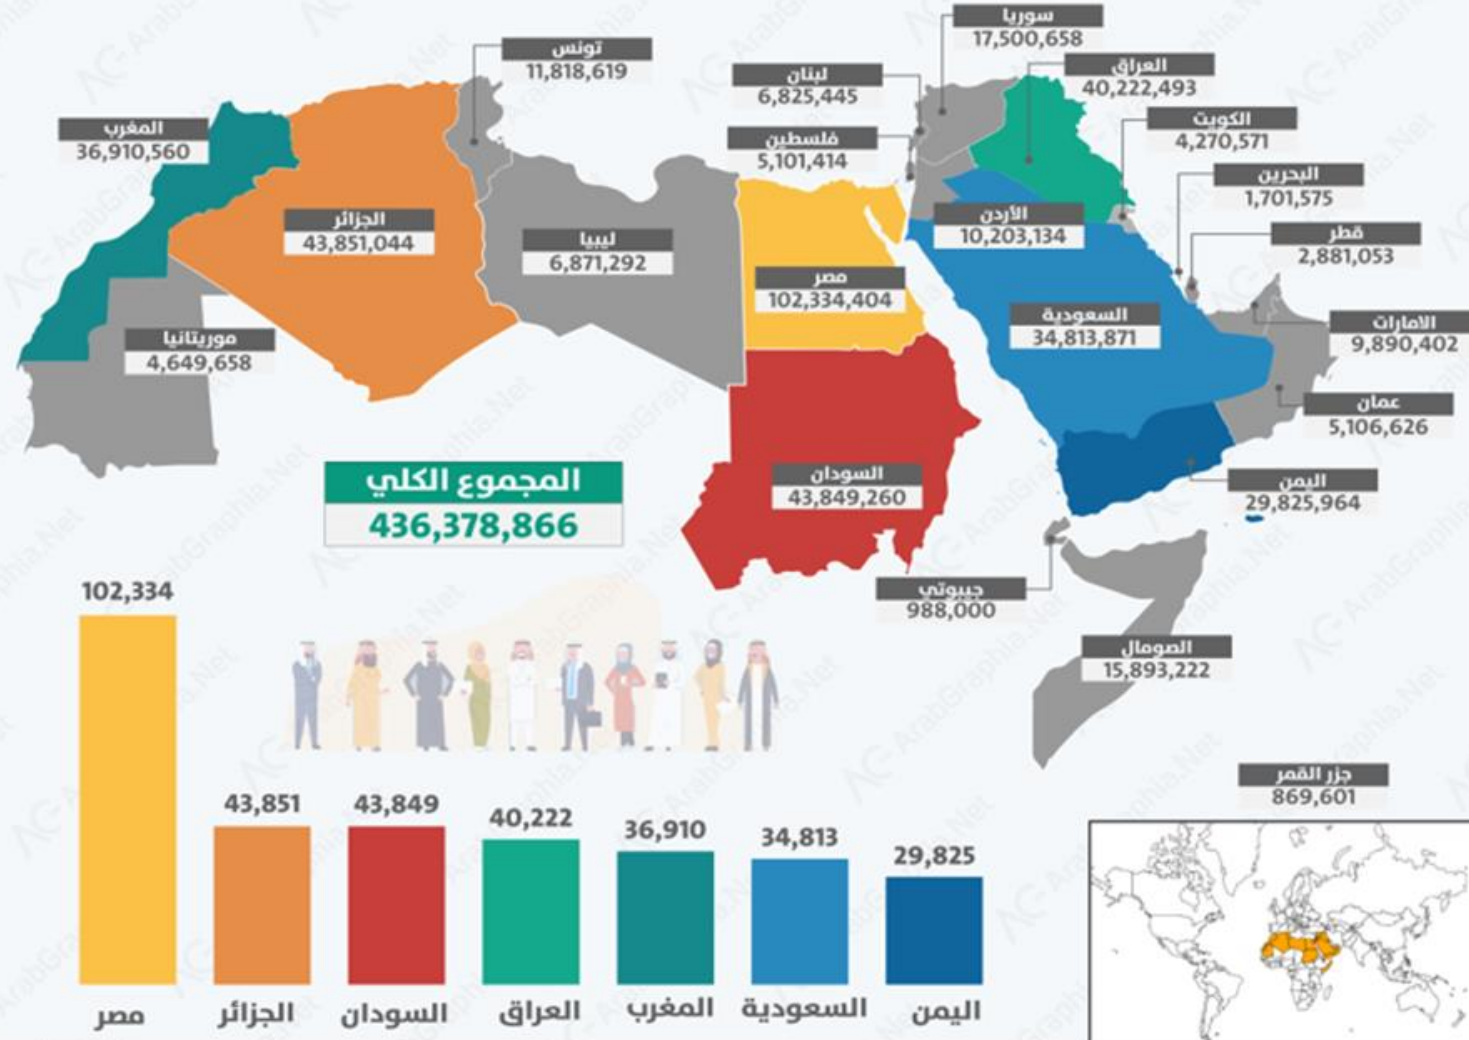 سوريا
17,500,658
تونس
11,818,619
لبنان
6,825,445
العراق
40,222,493
المغرب
36,910,560
فلسطين
5,101,414
الكويت
4,270,571
البحرين
1,701,575
الجزائر
43,851,044
ليبيا
6,871,292
الأردن
10,203,134
قطر
2,881,053
مصر
102,334,404
السعودية
34,813,871
الامارات
9,890,402
موريتانيا
4,649,658
عمان
5,106,626
المجموع الكلي
436,378,866
السودان
43,849,260
اليمن
29,825,964
جيبوتي
988,000
الصومال
15,893,222
جزر القمر
869,601
102,334
43,851
43,849
40,222
36,910
34,813
29,825
مصر
الجزائر
السودان
العراق
المغرب
السعودية
اليمن
AG-ArabGraphia.Net